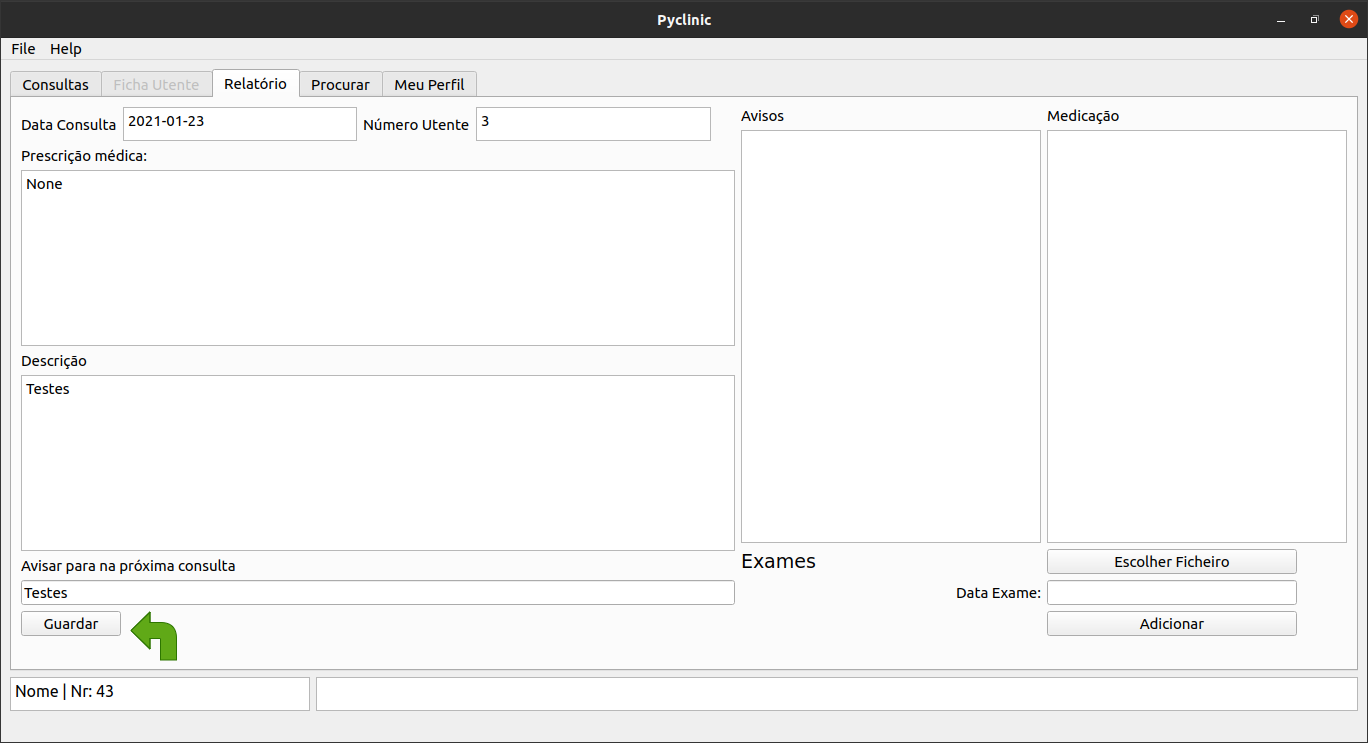 Pyclinic
File Help
Consultas Ficha Utente Relatório Procurar Meu Perfil
Data Consulta 2021-01-23 Número Utente 3
Prescrição médica:
None
Descrição
Testes
Avisar para na próxima consulta
Testes
Guardar
Avisos
Medicação
Exames
Escolher Ficheiro
Data Exame:
Adicionar
Nome | Nr: 43